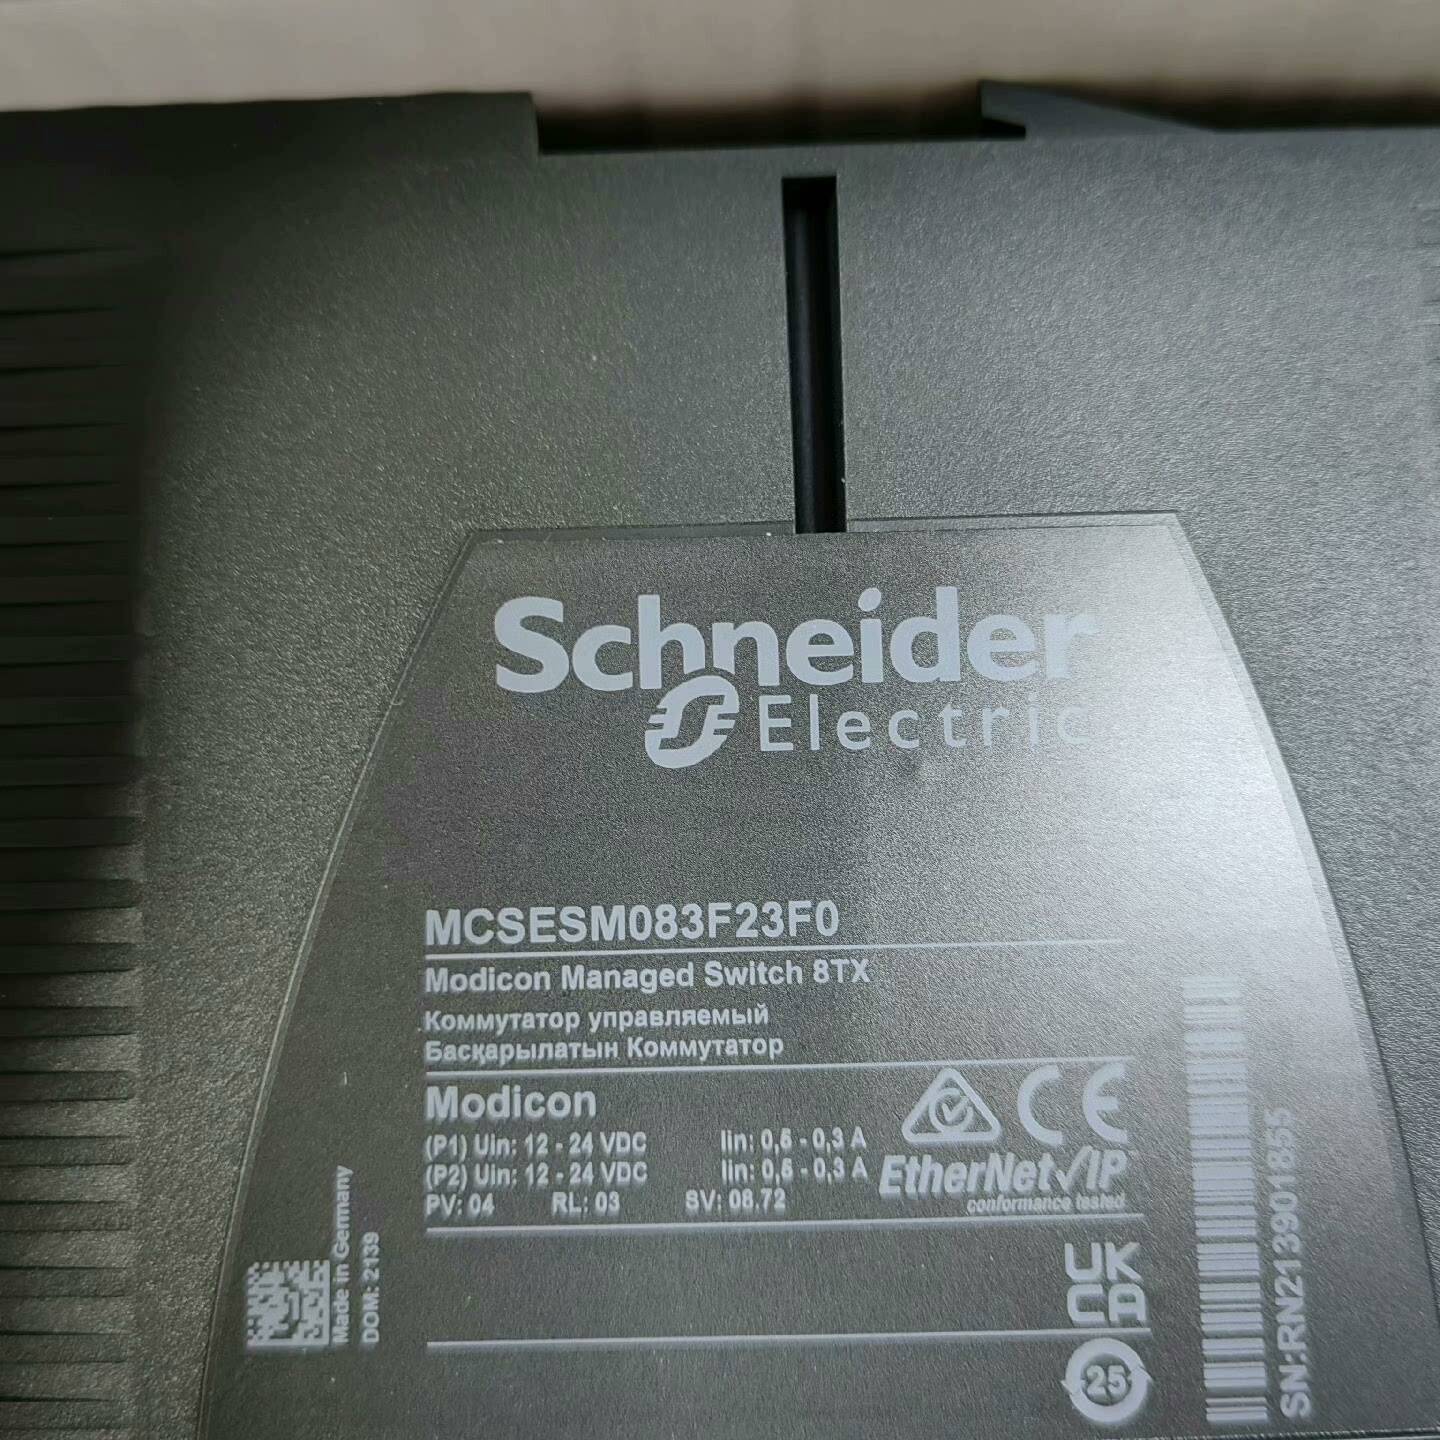 Schneider
Electric
MCSESM083F23F0
Modicon Managed Switch 8TX
Коммутатор управляемый
Басқарылатын Коммутатор
Modicon
(P1) Uin: 12 - 24 VDC Iin: 0,5 - 0,3 A
(P2) Uin: 12 - 24 VDC Iin: 0,5 - 0,3 A
PV: 04 RL: 03 SV: 08.72
CE
EtherNet/IP
conformance tested
UK
CA
25
Made in Germany
DOM: 2139
SN:RN213901855